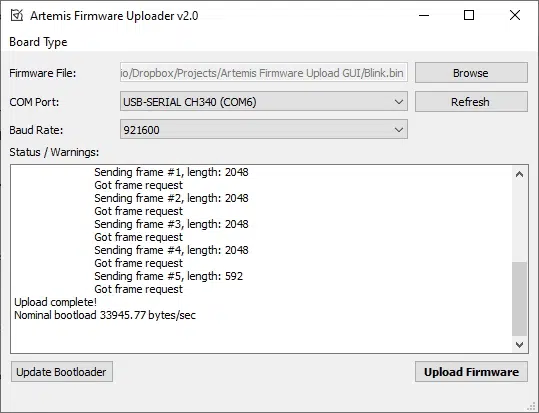 Artemis Firmware Uploader v2.0
Board Type
Firmware File: io/Dropbox/Projects/Artemis Firmware Upload GUI/Blink.bin Browse
COM Port: USB-SERIAL CH340 (COM6) Refresh
Baud Rate: 921600
Status / Warnings:
Sending frame #1, length: 2048
Got frame request
Sending frame #2, length: 2048
Got frame request
Sending frame #3, length: 2048
Got frame request
Sending frame #4, length: 2048
Got frame request
Sending frame #5, length: 592
Got frame request
Upload complete!
Nominal bootload 33945.77 bytes/sec
Update Bootloader Upload Firmware